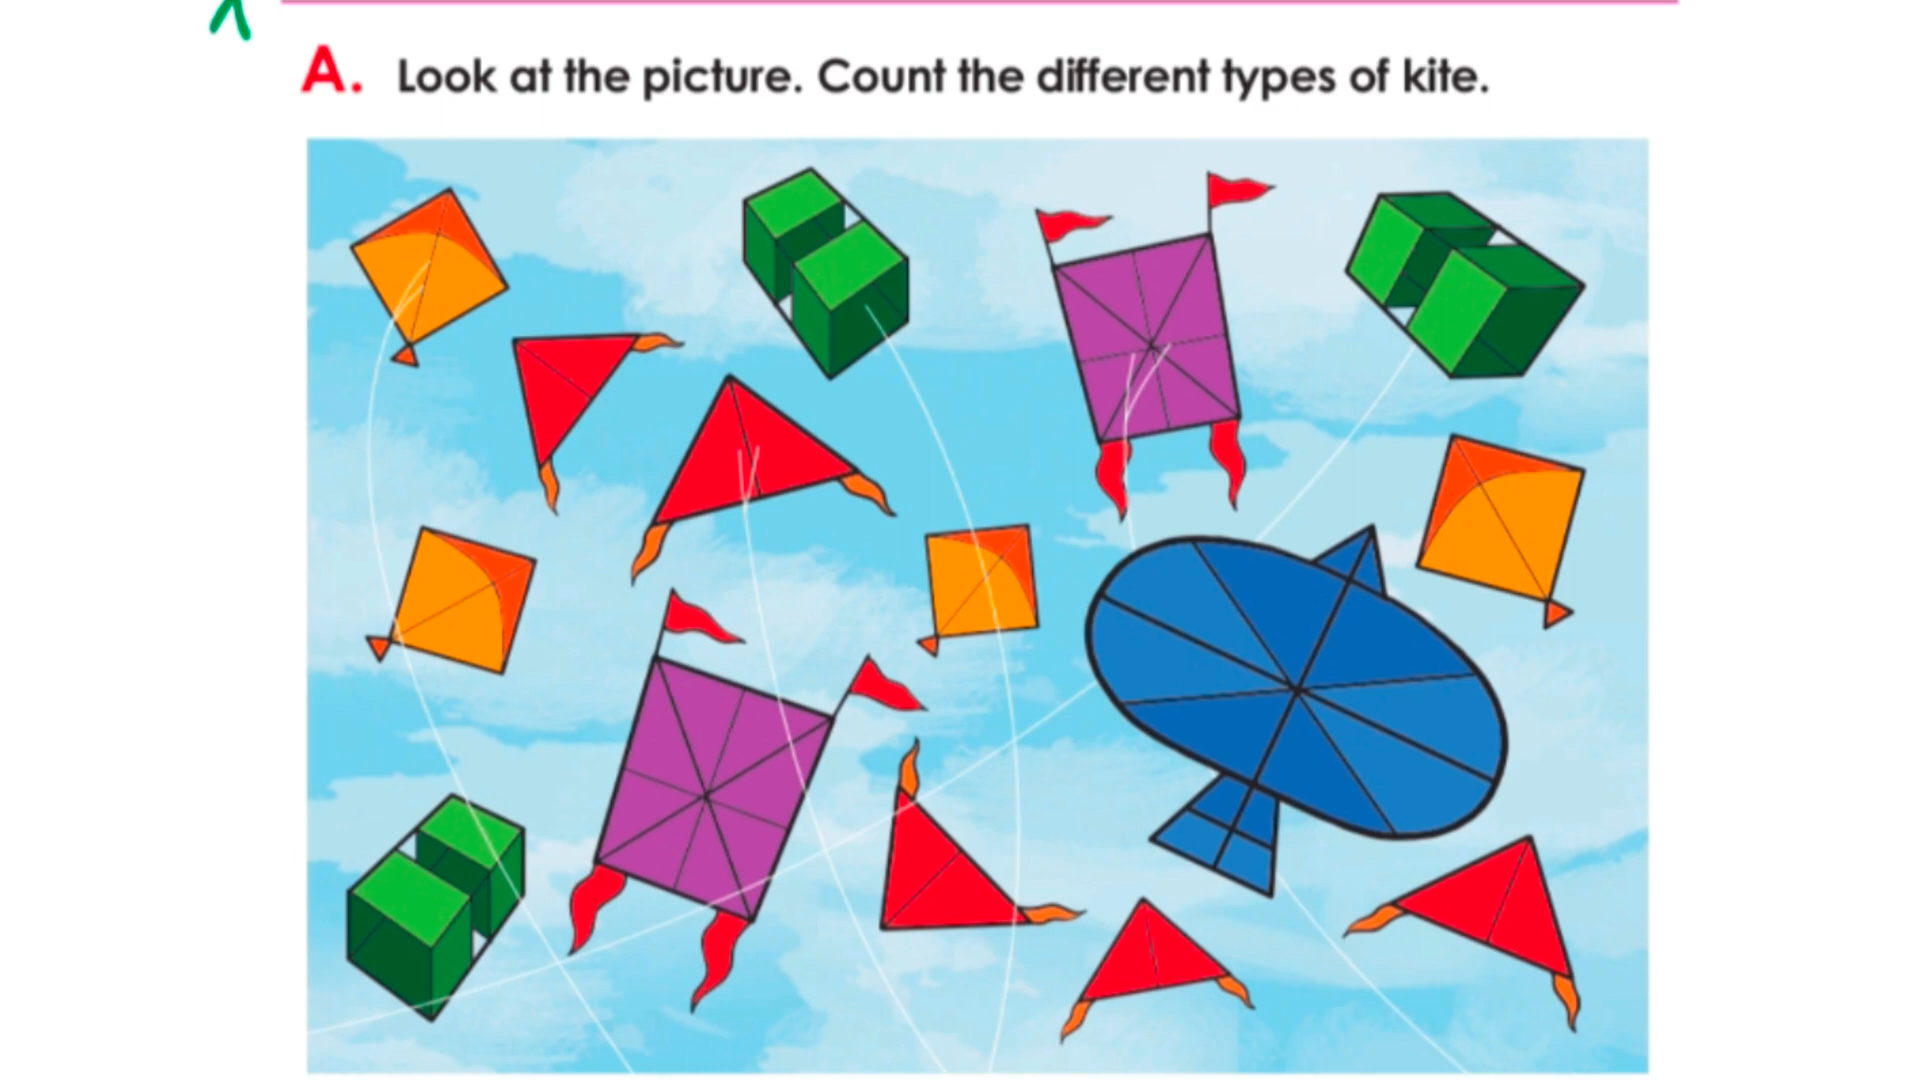 A. Look at the picture. Count the different types of kite.